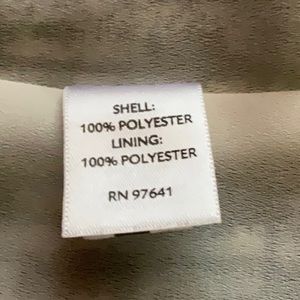 SHELL:
100% POLYESTER
LINING:
100% POLYESTER
RN 97641